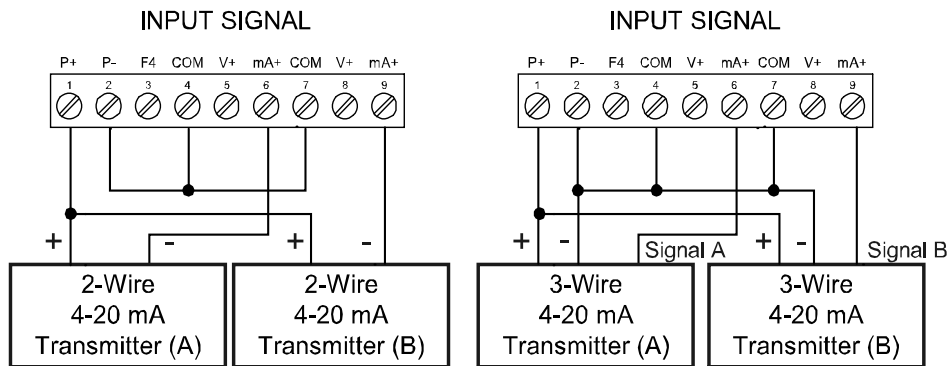 INPUT SIGNAL
P+ P- F4 COM V+ mA+ COM V+ mA+
1 2 3 4 5 6 7 8 9
+ - + -
2-Wire
4-20 mA
Transmitter (A)
2-Wire
4-20 mA
Transmitter (B)
INPUT SIGNAL
P+ P- F4 COM V+ mA+ COM V+ mA+
1 2 3 4 5 6 7 8 9
+ - Signal A + - Signal B
3-Wire
4-20 mA
Transmitter (A)
3-Wire
4-20 mA
Transmitter (B)